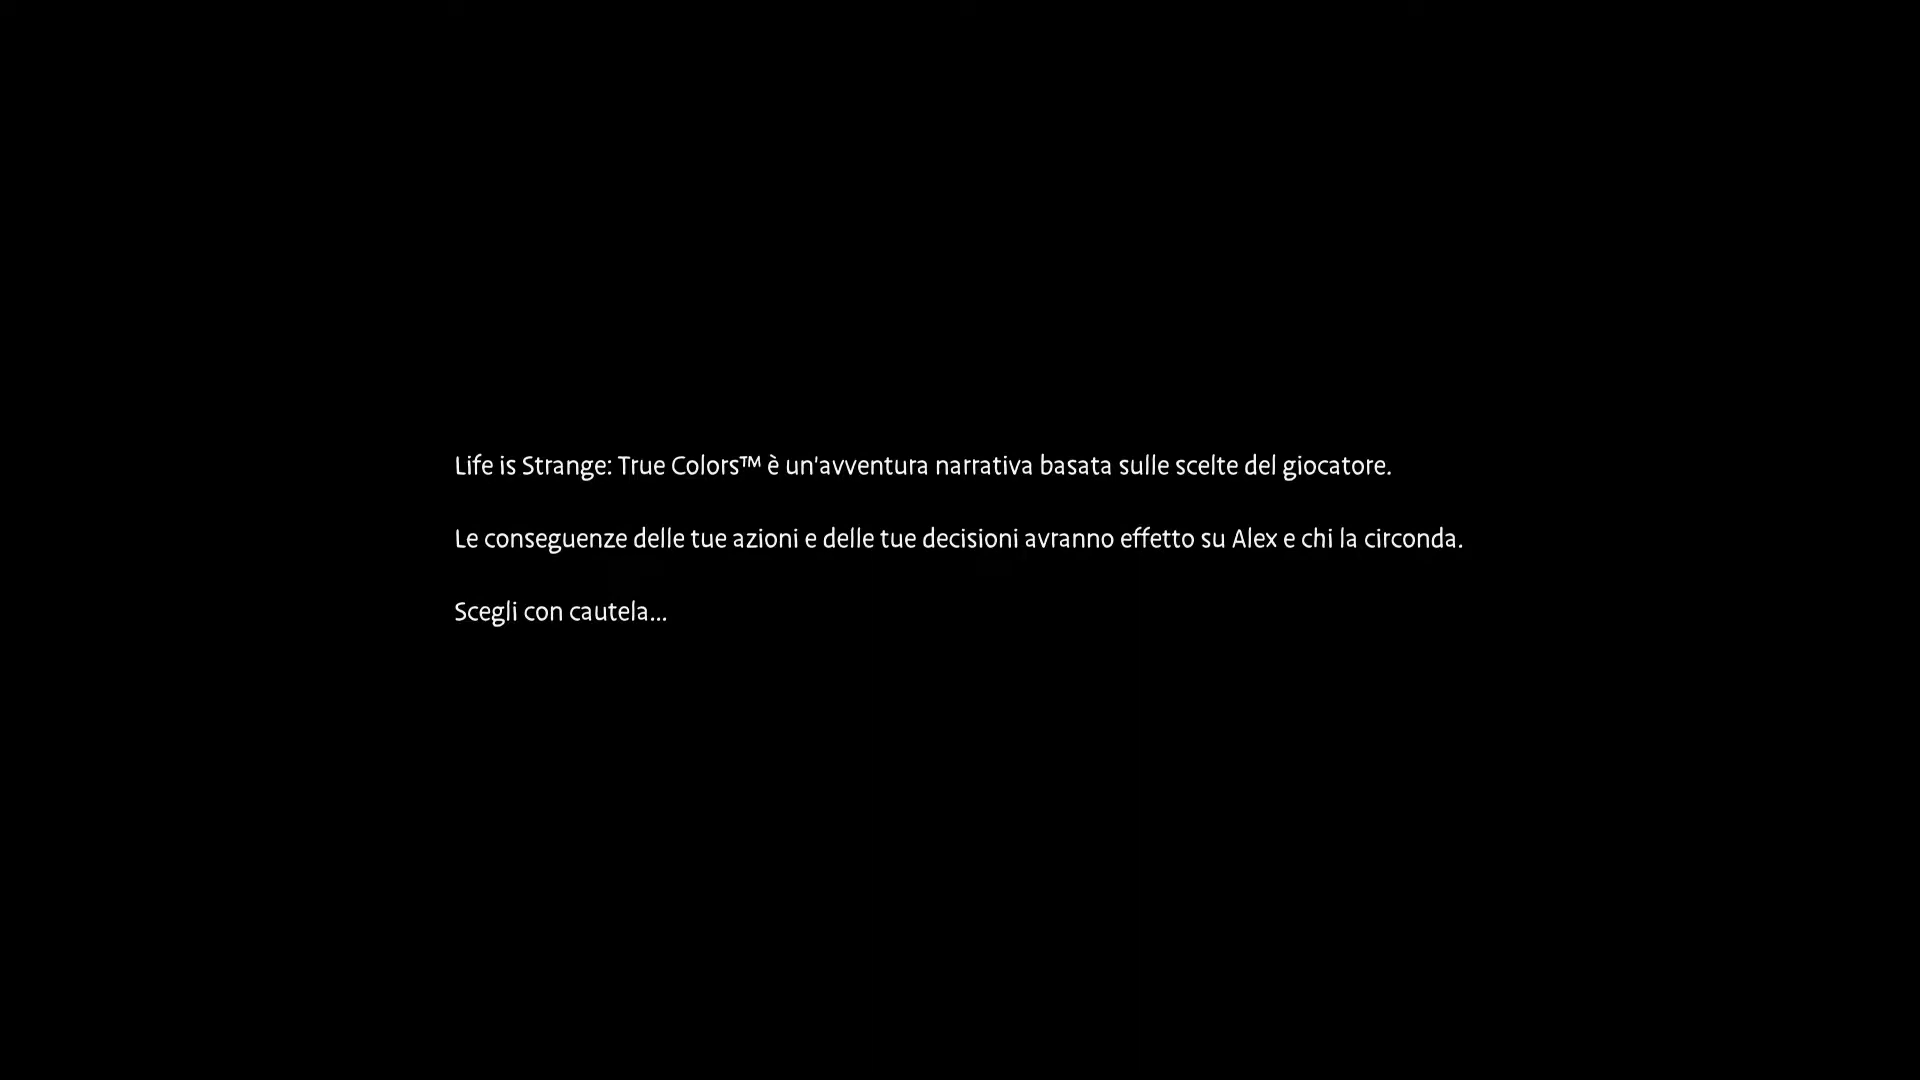 Life is Strange: True Colors™ è un'avventura narrativa basata sulle scelte del giocatore.
Le conseguenze delle tue azioni e delle tue decisioni avranno effetto su Alex e chi la circonda.
Scegli con cautela...